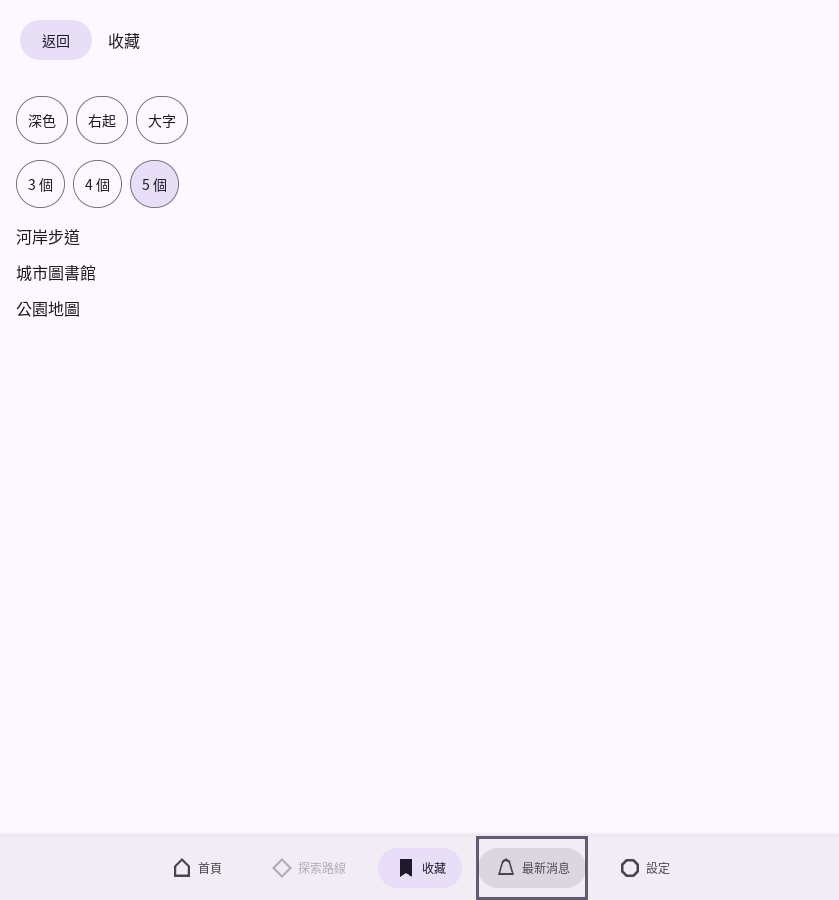 返回 收藏
深色 右起 大字
3 個 4 個 5 個
河岸步道
城市圖書館
公園地圖
首頁 探索路線 收藏 最新消息 設定